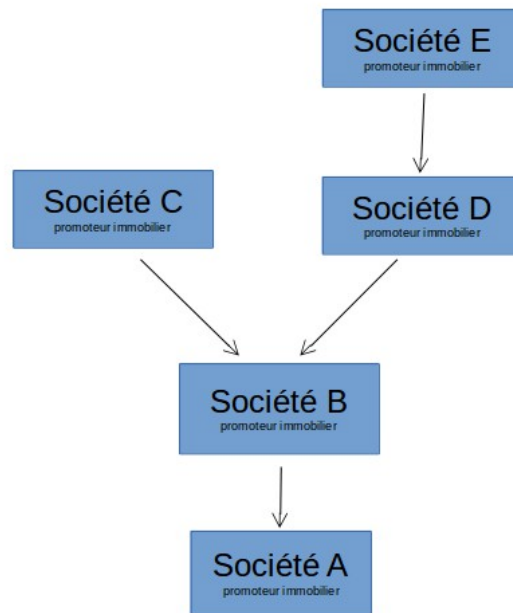 Société E
promoteur immobilier
Société C
promoteur immobilier
Société D
promoteur immobilier
Société B
promoteur immobilier
Société A
promoteur immobilier